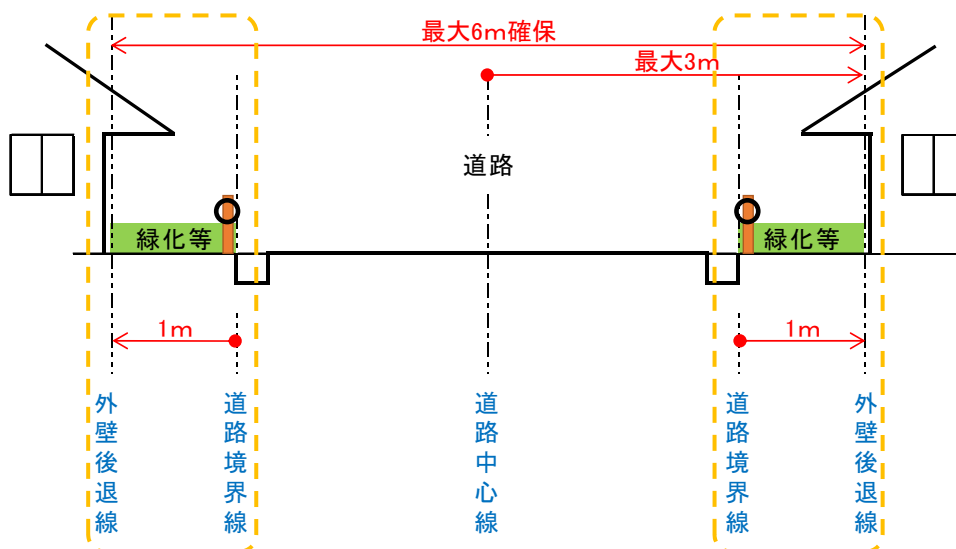 最大6m確保
最大3m
道路
緑化等
緑化等
1m
1m
外壁後退線
道路境界線
道路中心線
道路境界線
外壁後退線